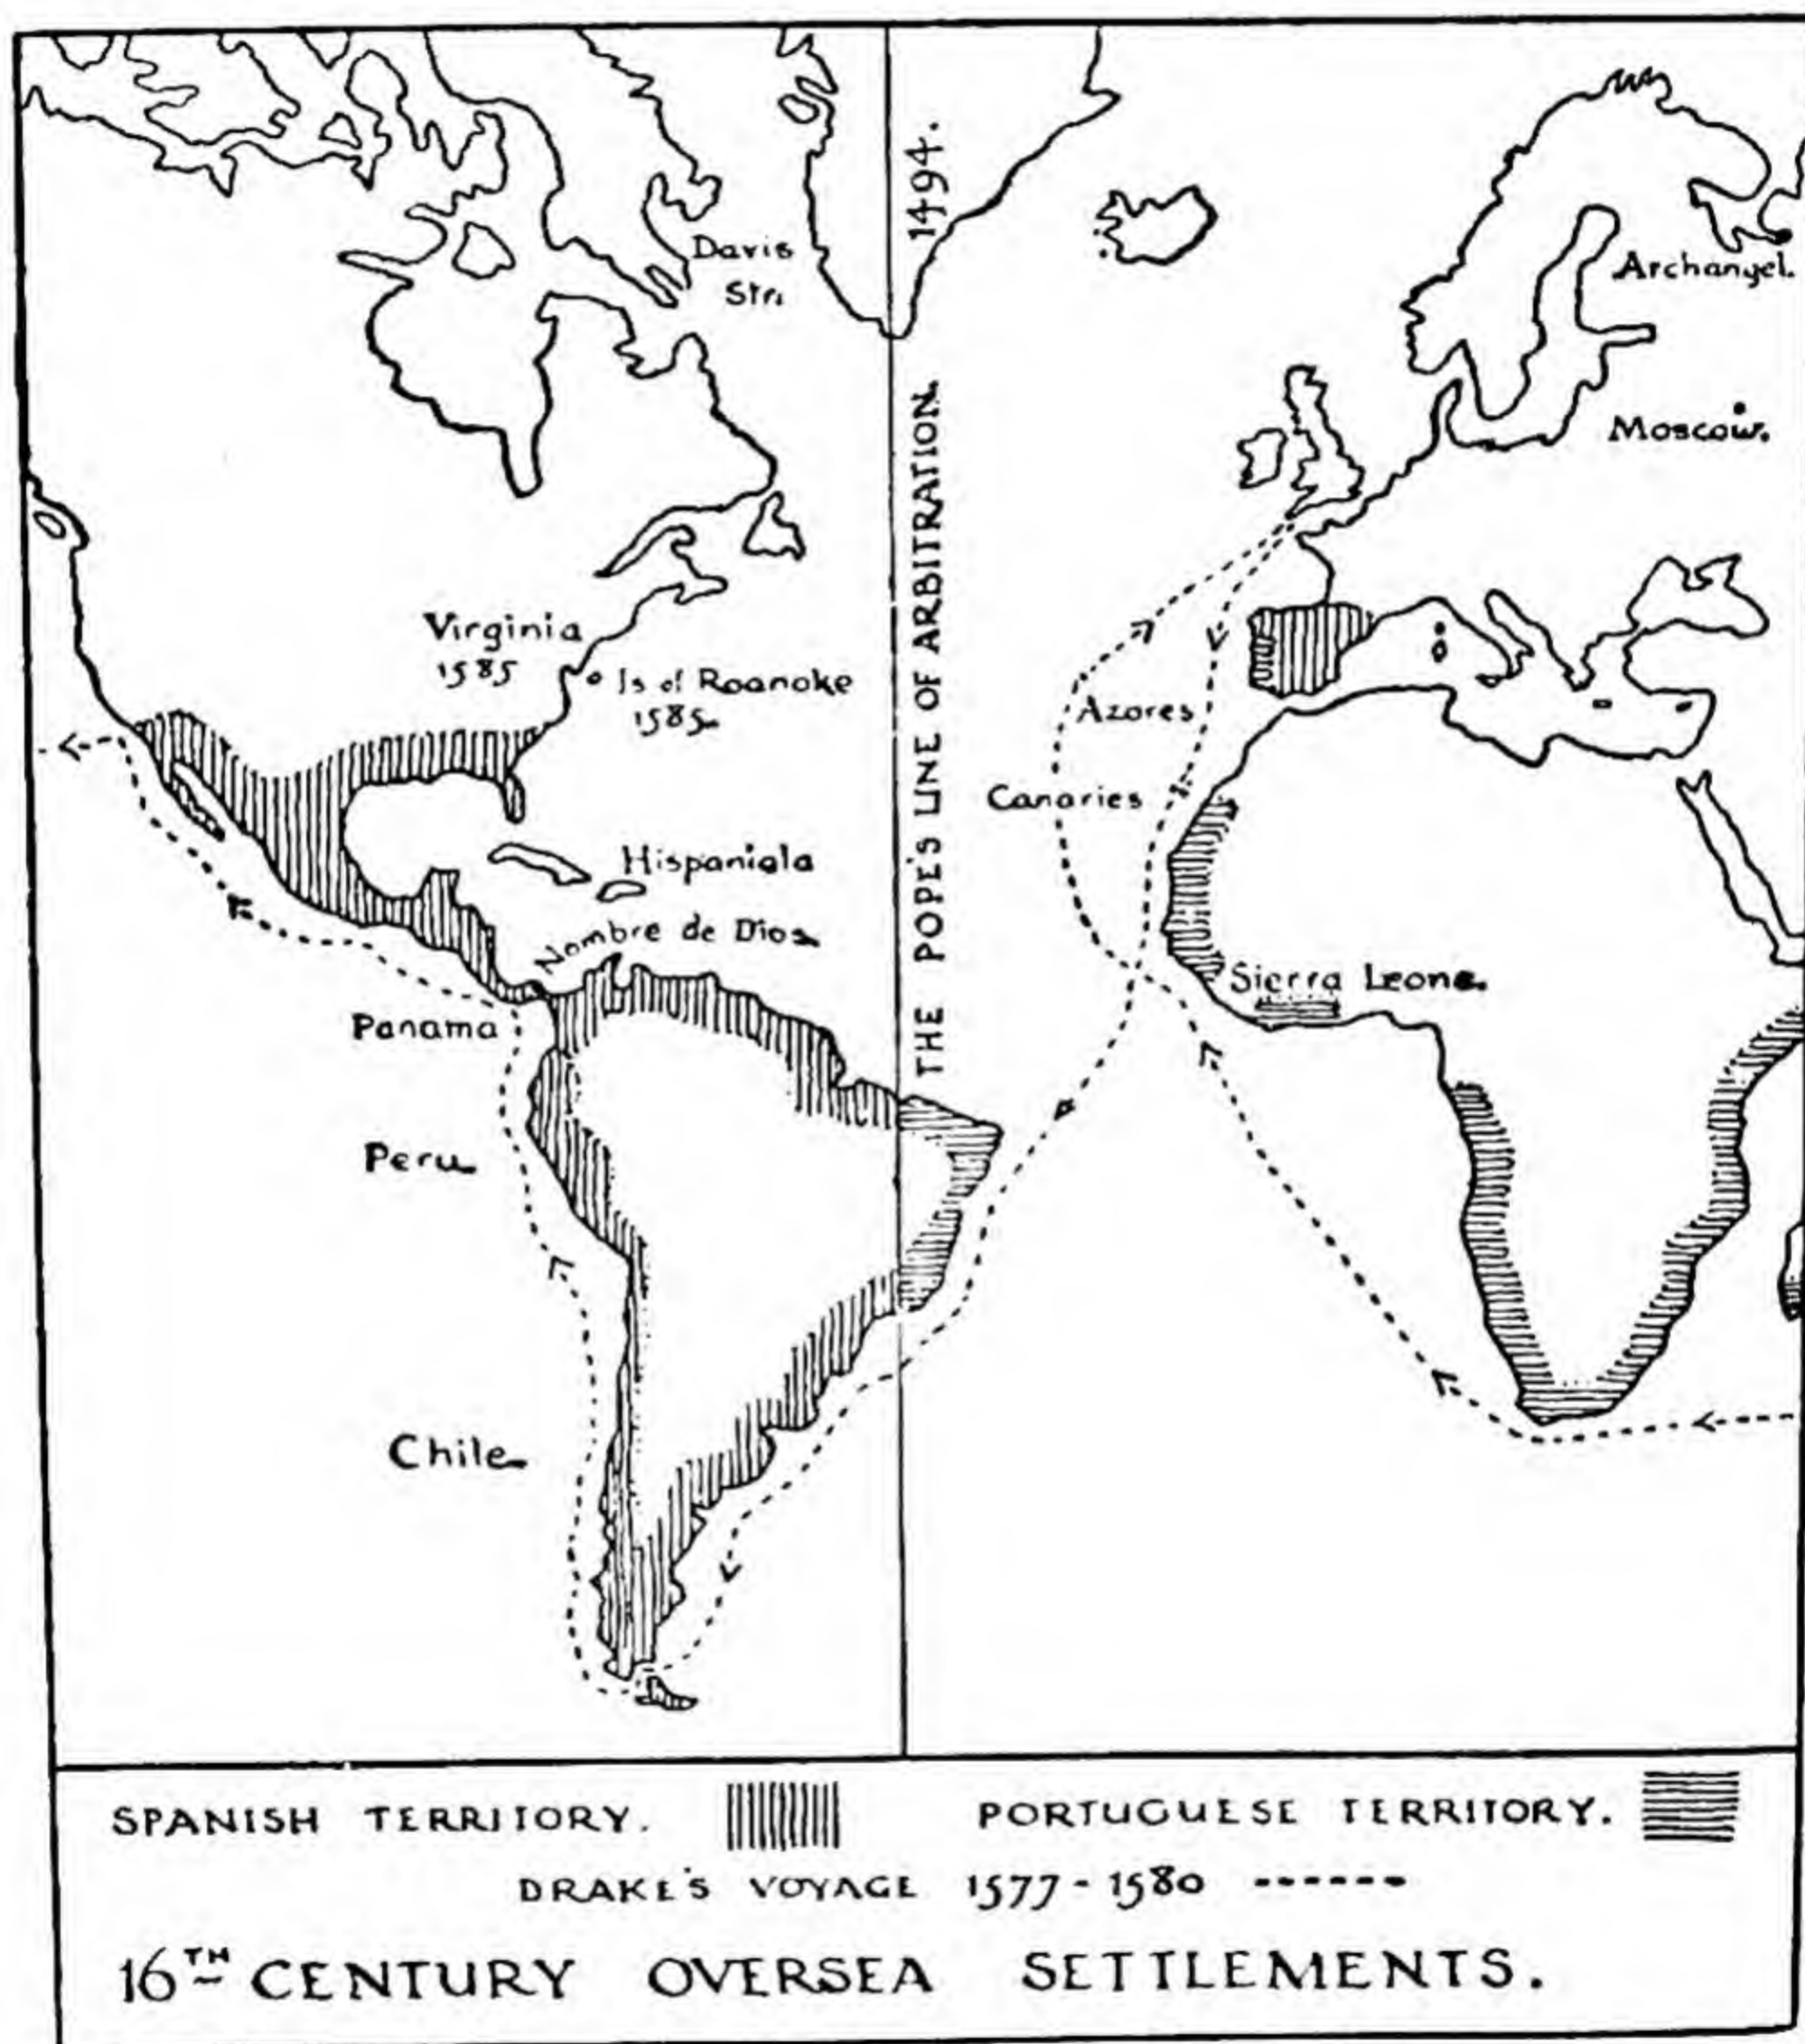 1494.
Davis
Str.
Archangel.
Moscow.
THE POPE'S LINE OF ARBITRATION.
Virginia
1585
Is of Roanoke
1585
Azores
Canaries
Hispaniola
Nombre de Dios
Sierra Leone.
Panama
Peru
Chile
SPANISH TERRITORY.
PORTUGUESE TERRITORY.
DRAKE'S VOYAGE 1577-1580
16TH CENTURY OVERSEA SETTLEMENTS.